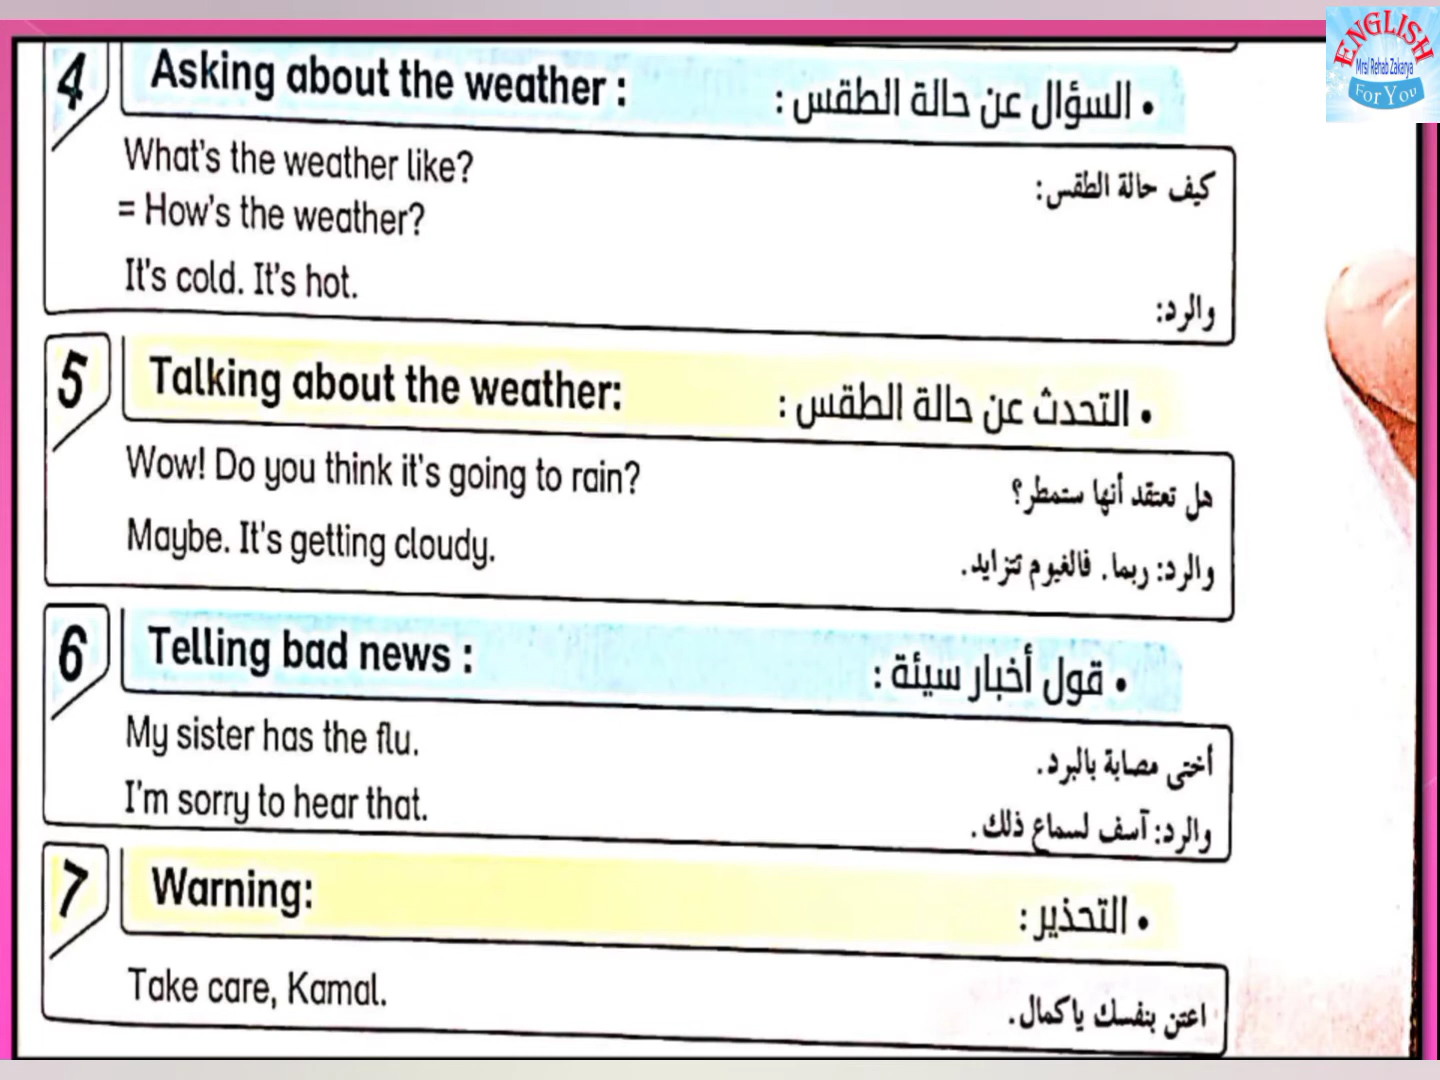 ENGLISH
Mrs/ Rehab Zakarya
For You
4
Asking about the weather :
• السؤال عن حالة الطقس :
What's the weather like?
كيف حالة الطقس:
= How's the weather?
It's cold. It's hot.
والرد:
5
Talking about the weather:
• التحدث عن حالة الطقس :
Wow! Do you think it's going to rain?
هل تعتقد أنها ستمطر؟
Maybe. It's getting cloudy.
والرد: ربما. فالغيوم تتزايد.
6
Telling bad news :
• قول أخبار سيئة :
My sister has the flu.
أختى مصابة بالبرد.
I'm sorry to hear that.
والرد: آسف لسماع ذلك.
7
Warning:
• التحذير :
Take care, Kamal.
اعتن بنفسك ياكمال.